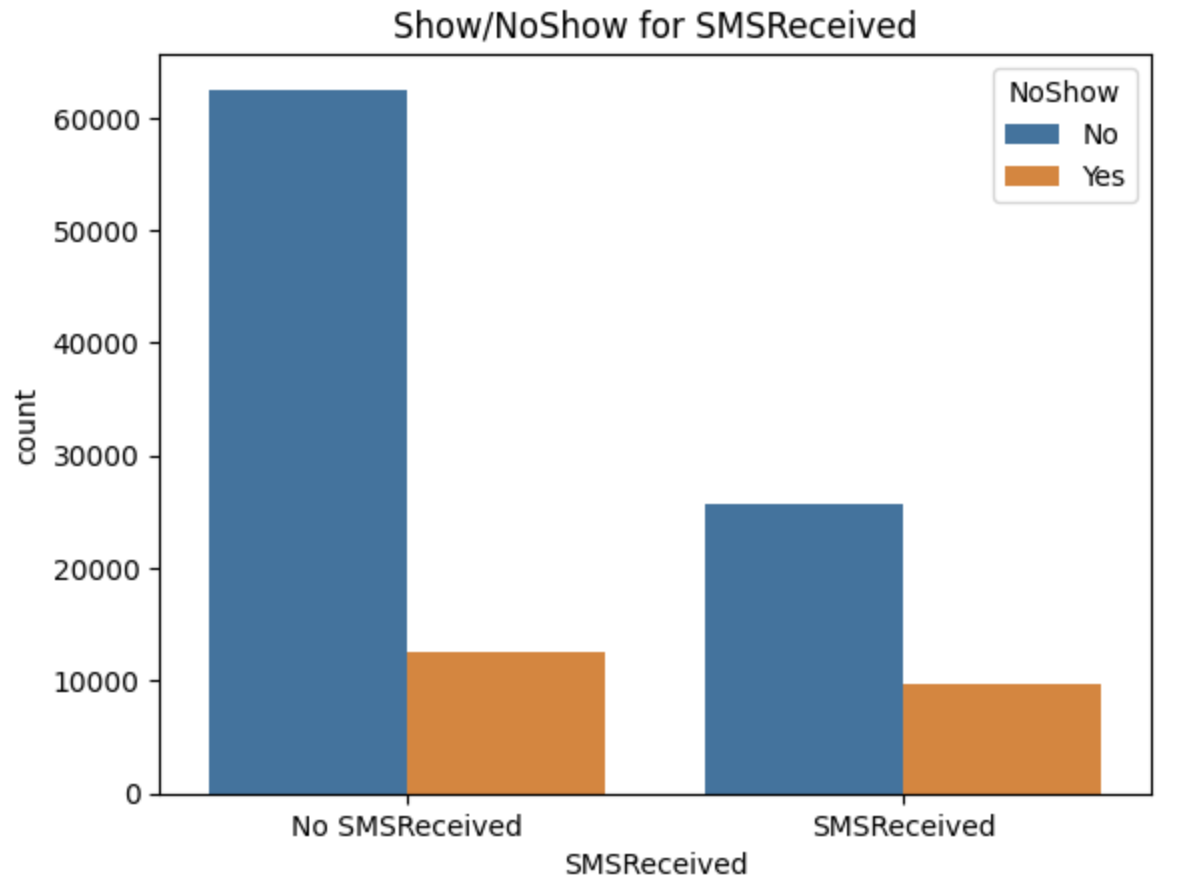 Show/NoShow for SMSReceived
NoShow
No
Yes
60000
50000
40000
30000
20000
10000
0
count
No SMSReceived
SMSReceived
SMSReceived